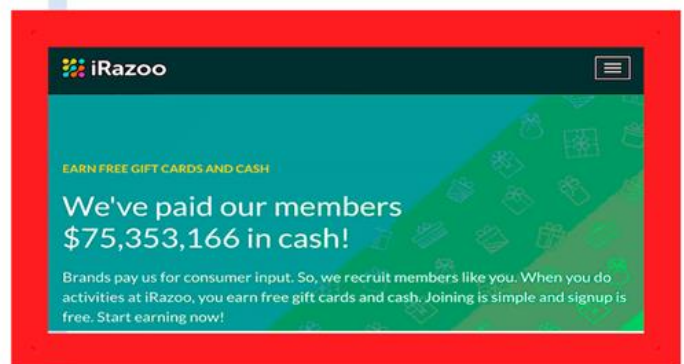 iRazoo
EARN FREE GIFT CARDS AND CASH
We've paid our members
$75,353,166 in cash!
Brands pay us for consumer input. So, we recruit members like you. When you do
activities at iRazoo, you earn free gift cards and cash. Joining is simple and signup is
free. Start earning now!